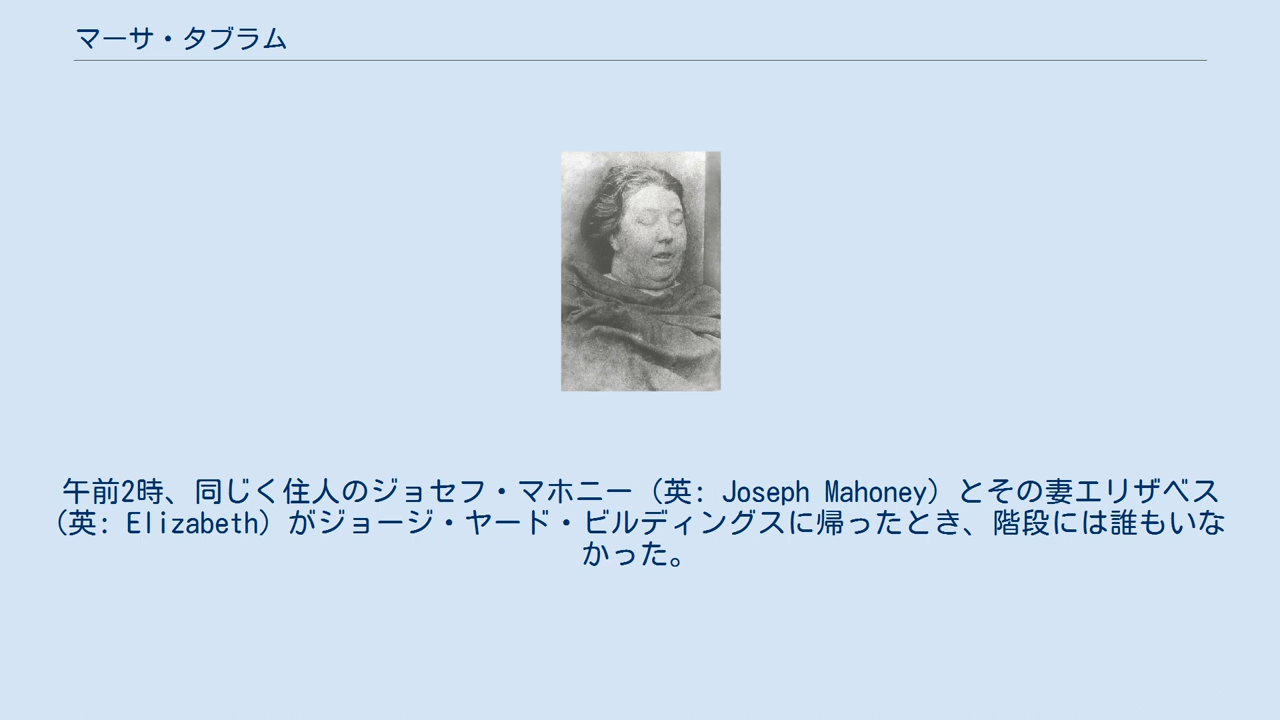 マーサ・タブラム
午前2時、同じく住人のジョセフ・マホニー（英: Joseph Mahoney）とその妻エリザベス
（英: Elizabeth）がジョージ・ヤード・ビルディングスに帰ったとき、階段には誰もいな
かった。